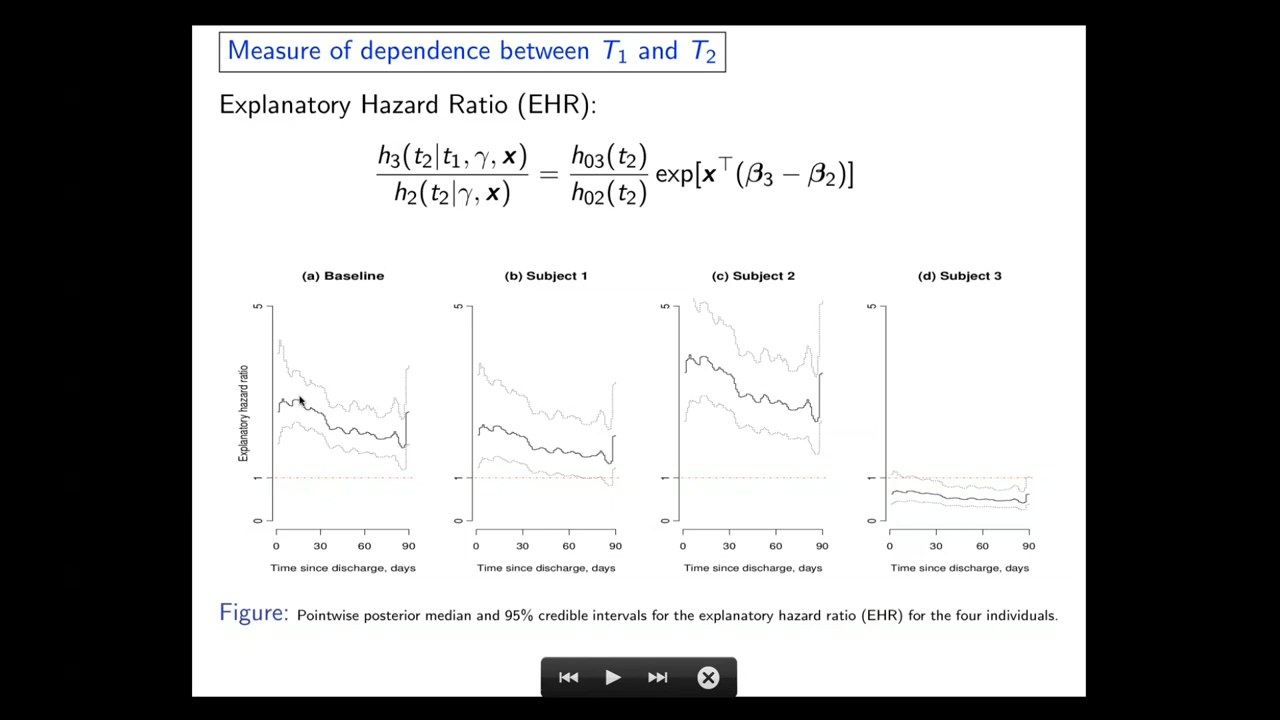 Measure of dependence between T₁ and T₂
Explanatory Hazard Ratio (EHR):
h₃(t₂|t₁, γ, x) / h₂(t₂|γ, x) = h₀₃(t₂) / h₀₂(t₂) exp[x⊤(β₃ − β₂)]
(a) Baseline (b) Subject 1 (c) Subject 2 (d) Subject 3
Explanatory hazard ratio
5 5 5 5
1 1 1 1
0 0 0 0
0 30 60 90 0 30 60 90 0 30 60 90 0 30 60 90
Time since discharge, days Time since discharge, days Time since discharge, days Time since discharge, days
Figure: Pointwise posterior median and 95% credible intervals for the explanatory hazard ratio (EHR) for the four individuals.